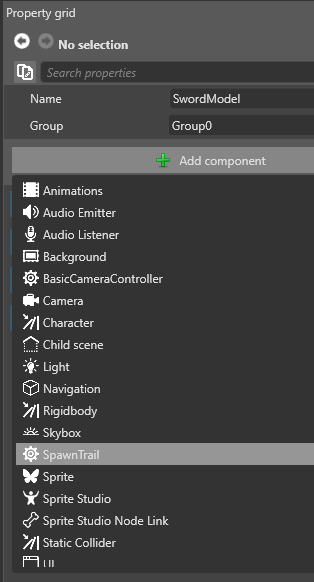 Property grid
No selection
Search properties
Name SwordModel
Group Group0
Add component
Animations
Audio Emitter
Audio Listener
Background
BasicCameraController
Camera
Character
Child scene
Light
Navigation
Rigidbody
Skybox
SpawnTrail
Sprite
Sprite Studio
Sprite Studio Node Link
Static Collider